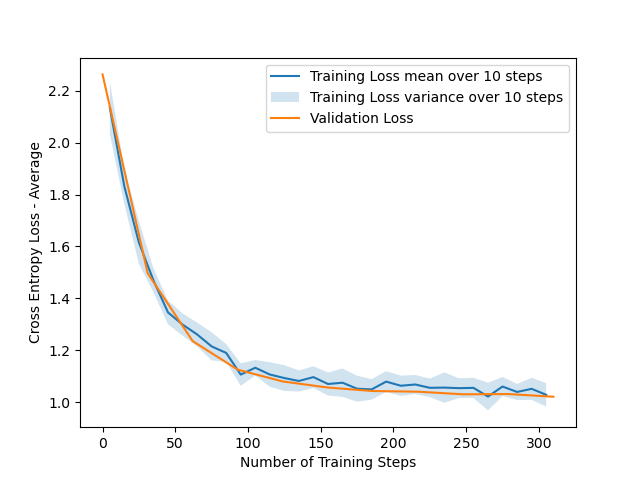 Training Loss mean over 10 steps
Training Loss variance over 10 steps
Validation Loss
Cross Entropy Loss - Average
2.2
2.0
1.8
1.6
1.4
1.2
1.0
0 50 100 150 200 250 300
Number of Training Steps